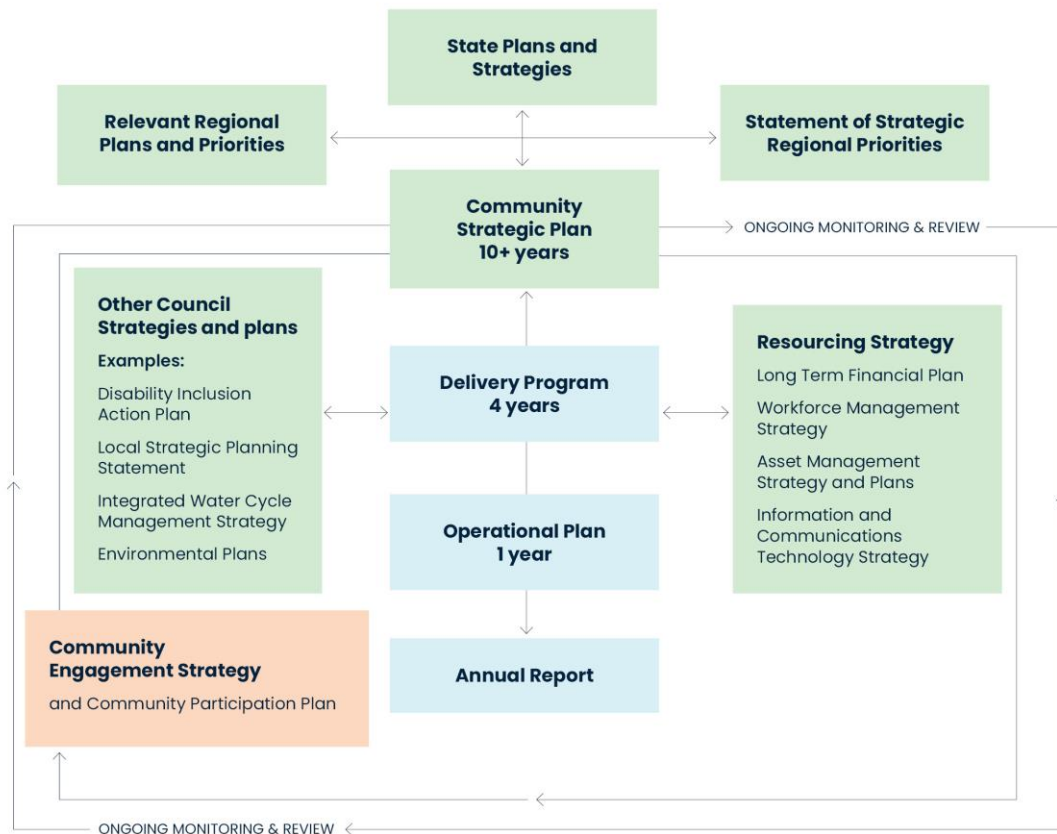 State Plans and
Strategies
Relevant Regional
Plans and Priorities
Statement of Strategic
Regional Priorities
Community
Strategic Plan
10+ years
ONGOING MONITORING & REVIEW
Other Council
Strategies and plans
Examples:
Disability Inclusion
Action Plan
Local Strategic Planning
Statement
Integrated Water Cycle
Management Strategy
Environmental Plans
Delivery Program
4 years
Resourcing Strategy
Long Term Financial Plan
Workforce Management
Strategy
Asset Management
Strategy and Plans
Information and
Communications
Technology Strategy
Operational Plan
1 year
Community
Engagement Strategy
and Community Participation Plan
Annual Report
ONGOING MONITORING & REVIEW